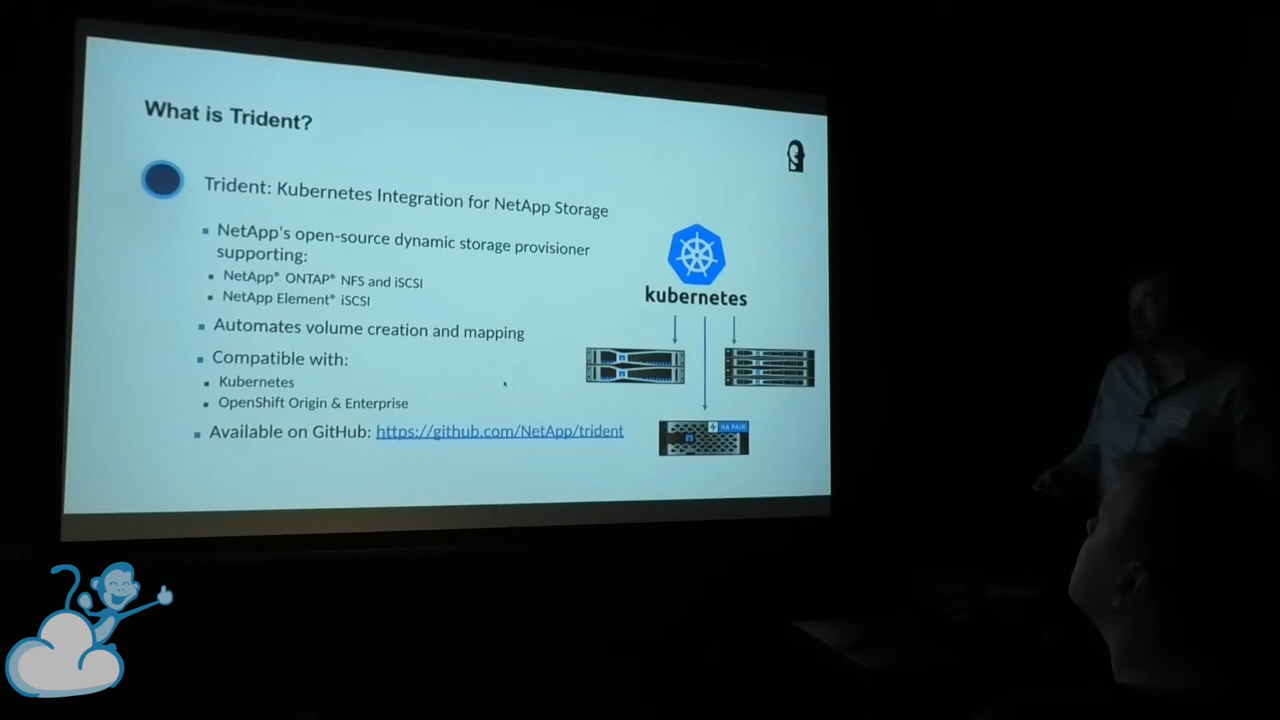 What is Trident?
Trident: Kubernetes Integration for NetApp Storage
NetApp's open-source dynamic storage provisioner
supporting:
NetApp® ONTAP® NFS and iSCSI
NetApp Element® iSCSI
Automates volume creation and mapping
Compatible with:
Kubernetes
OpenShift Origin & Enterprise
Available on GitHub: https://github.com/NetApp/trident
kubernetes
HA PAIR